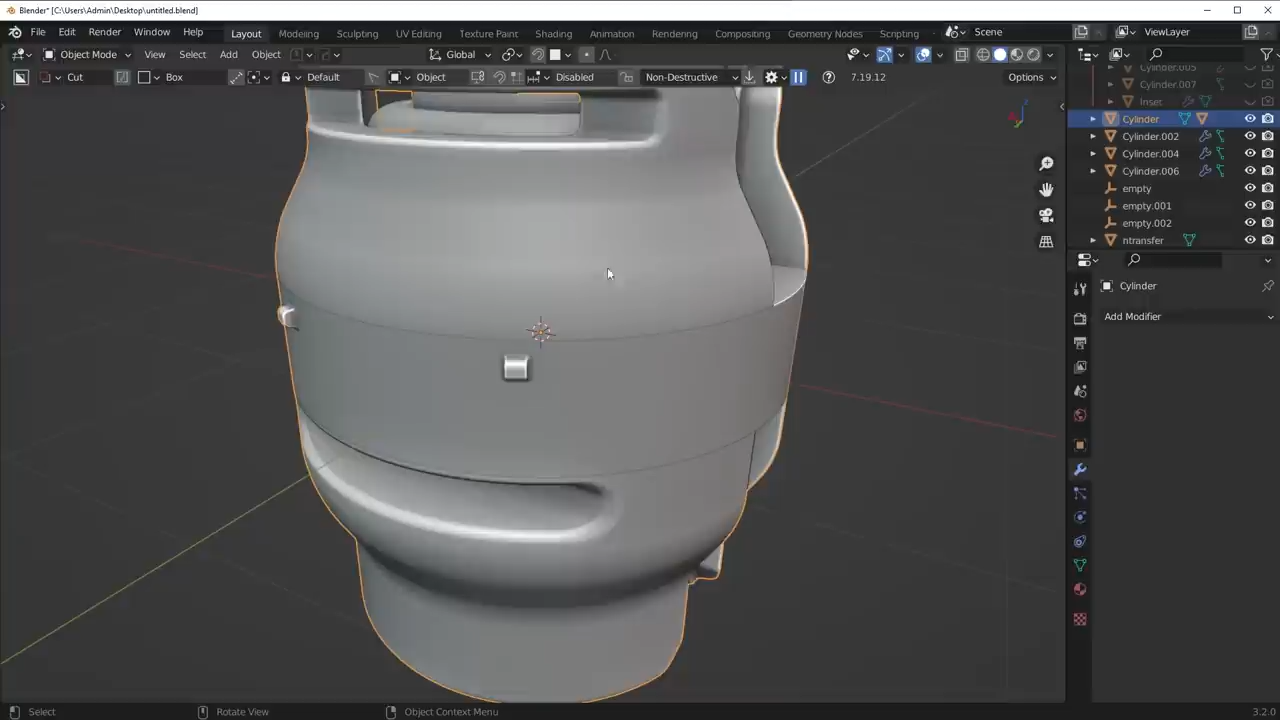 Blender* [C:\Users\Admin\Desktop\untitled.blend]
File Edit Render Window Help Layout Modeling Sculpting UV Editing Texture Paint Shading Animation Rendering Compositing Geometry Nodes Scripting Scene ViewLayer
Object Mode View Select Add Object Global
Cut Box Default Object Disabled Non-Destructive 7.19.12 Options
Cylinder.005
Cylinder.007
Inset
Cylinder
Cylinder.002
Cylinder.004
Cylinder.006
empty
empty.001
empty.002
ntransfer
Cylinder
Add Modifier
Select Rotate View Object Context Menu 3.2.0